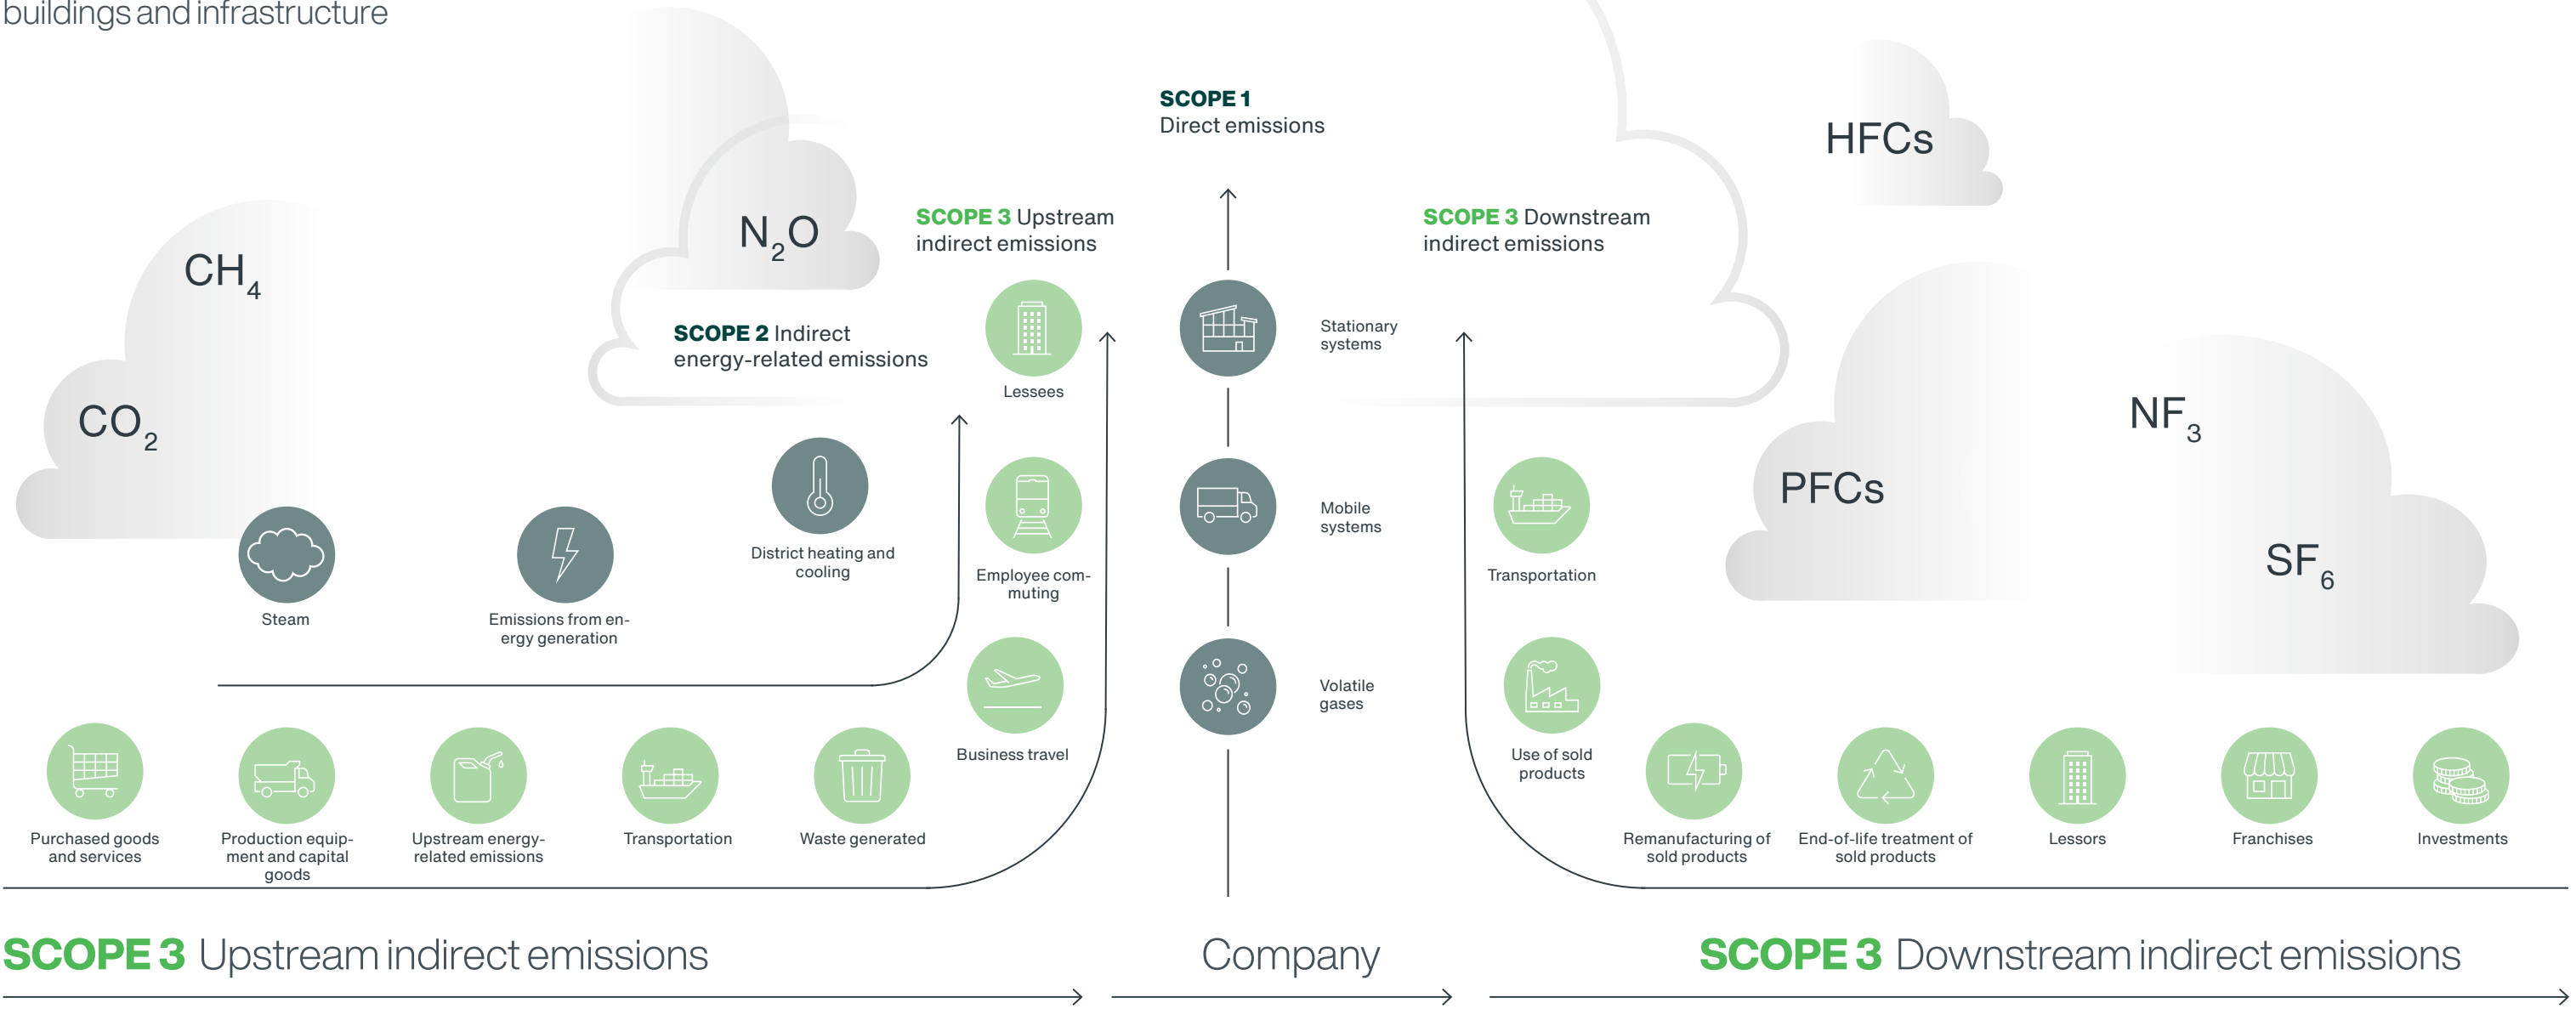 buildings and infrastructure
SCOPE 1
Direct emissions
HFCs
N₂O
SCOPE 3 Upstream
indirect emissions
SCOPE 3 Downstream
indirect emissions
CH₄
SCOPE 2 Indirect
energy-related emissions
Stationary
systems
Lessees
CO₂
NF₃
PFCs
Mobile
systems
SF₆
District heating and
cooling
Employee com-
muting
Transportation
Steam
Emissions from en-
ergy generation
Volatile
gases
Business travel
Use of sold
products
Purchased goods
and services
Production equip-
ment and capital
goods
Upstream energy-
related emissions
Transportation
Waste generated
Remanufacturing of
sold products
End-of-life treatment of
sold products
Lessors
Franchises
Investments
SCOPE 3 Upstream indirect emissions
Company
SCOPE 3 Downstream indirect emissions